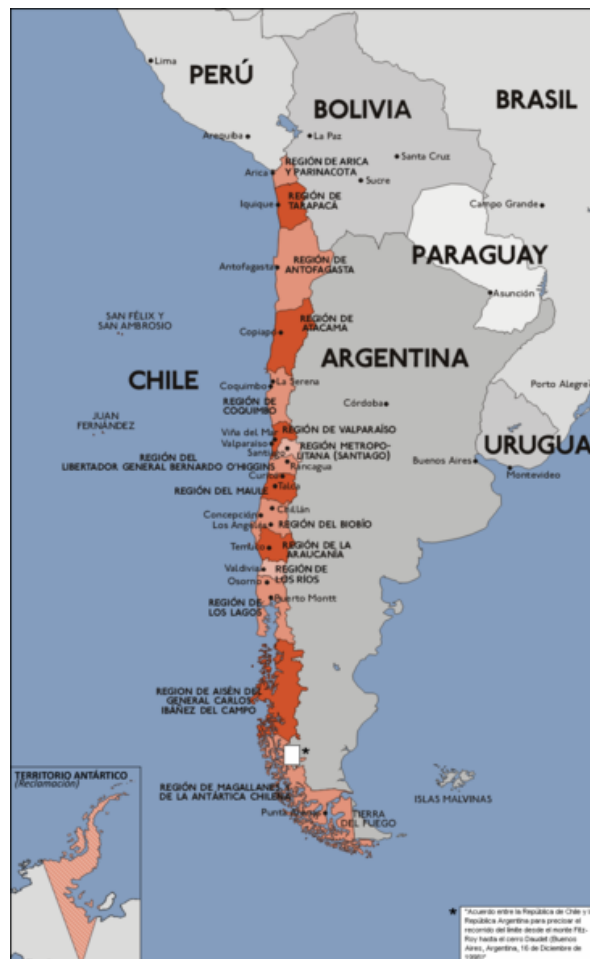 Lima
PERÚ
BRASIL
BOLIVIA
Arequiba
La Paz
Santa Cruz
Arica
REGIÓN DE ARICA
Y PARINACOTA
Sucre
Iquique
REGIÓN DE
TARAPACÁ
Campo Grande
PARAGUAY
Antofagasta
REGIÓN DE
ANTOFAGASTA
Asunción
SAN FÉLIX Y
SAN AMBROSIO
Copiapó
REGIÓN DE
ATACAMA
ARGENTINA
CHILE
La Serena
Coquimbo
Porto Alegre
REGIÓN DE
COQUIMBO
Córdoba
JUAN
FERNÁNDEZ
Viña del Mar
REGIÓN DE VALPARAÍSO
Valparaíso
URUGUA
Santiago
REGIÓN METROPO-
LITANA (SANTIAGO)
REGIÓN DEL
LIBERTADOR GENERAL BERNARDO O'HIGGINS
Rancagua
Buenos Aires
Montevideo
Curicó
Talca
REGIÓN DEL MAULE
Chillán
Concepción
Los Angeles
REGIÓN DEL BIOBÍO
Temuco
REGIÓN DE LA
ARAUCANÍA
Valdivia
REGIÓN DE
LOS RÍOS
Osorno
Puerto Montt
REGIÓN DE
LOS LAGOS
REGION DE AISÉN DEL
GENERAL CARLOS
IBÁÑEZ DEL CAMPO
*
TERRITORIO ANTÁRTICO
(Reclamación)
REGIÓN DE MAGALLANES Y
DE LA ANTÁRTICA CHILENA
ISLAS MALVINAS
Punta Arenas
TIERRA
DEL FUEGO
* "Acuerdo entre la República de Chile y l
República Argentina para precisar el
recorrido del límite desde el monte Fitz-
Roy hasta el cerro Daudet (Buenos
Aires, Argentina, 16 de Diciembre de
1998)"